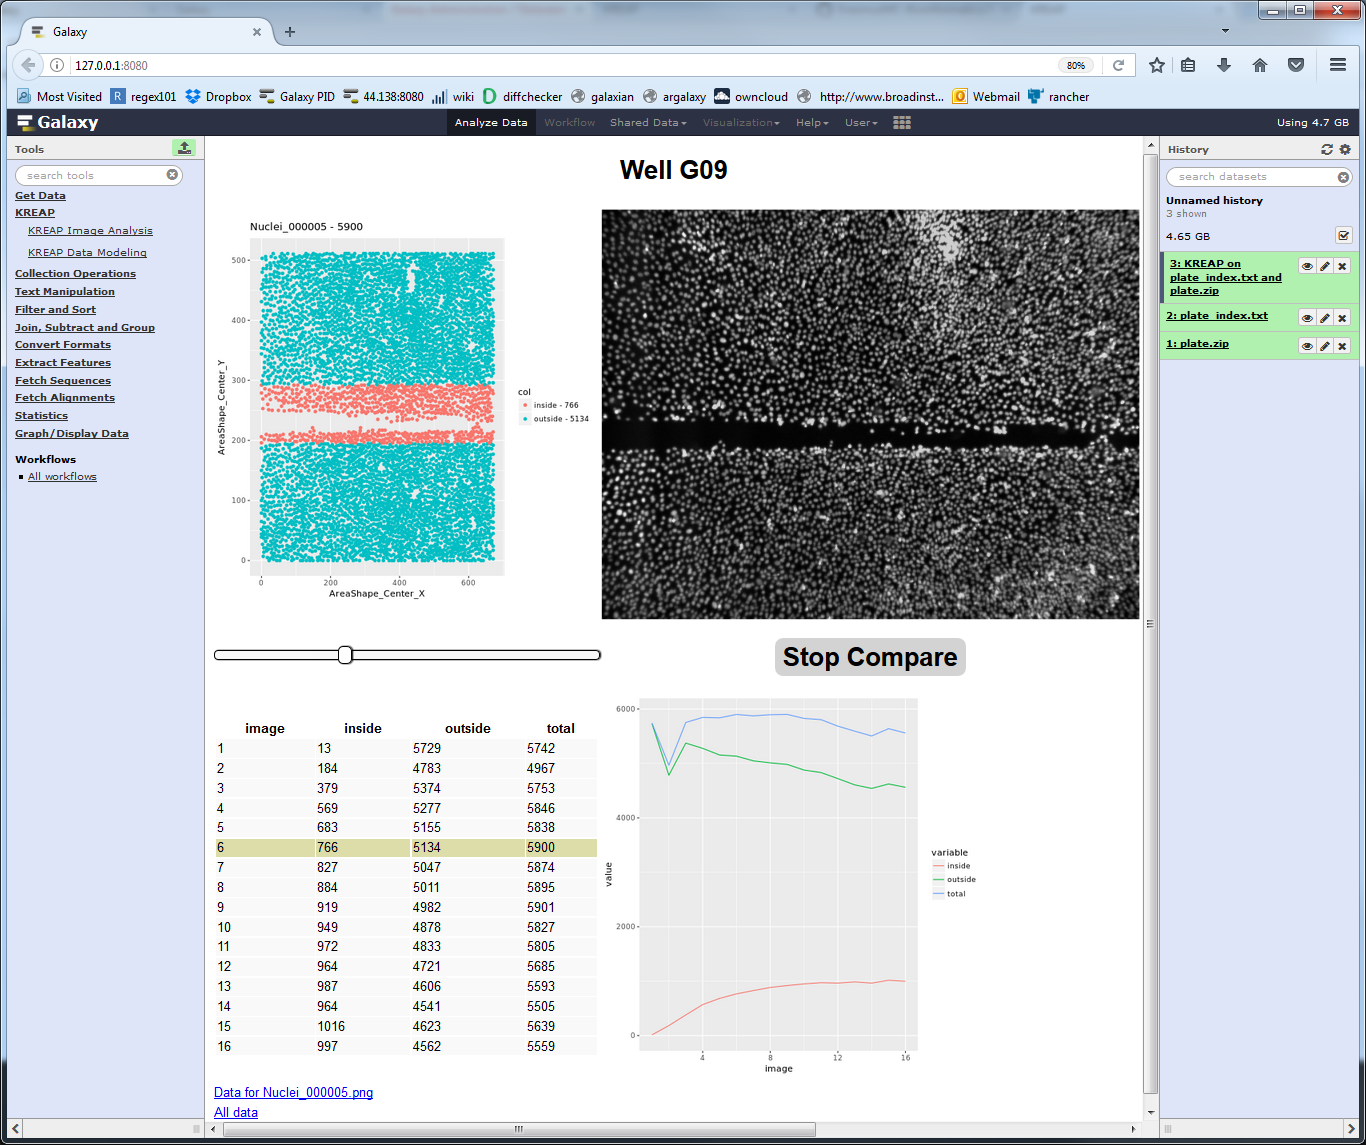 Galaxy
127.0.0.1:8080
80%
Most Visited regex101 Dropbox Galaxy PID 44.138:8080 wiki diffchecker galaxian argalaxy owncloud http://www.broadinst... Webmail rancher
Galaxy Analyze Data Workflow Shared Data Visualization Help User Using 4.7 GB
Tools
search tools
Get Data
KREAP
KREAP Image Analysis
KREAP Data Modeling
Collection Operations
Text Manipulation
Filter and Sort
Join, Subtract and Group
Convert Formats
Extract Features
Fetch Sequences
Fetch Alignments
Statistics
Graph/Display Data
Workflows
All workflows
Well G09
Nuclei_000005 - 5900
AreaShape_Center_Y
500
400
300
200
100
0
0 200 400 600
AreaShape_Center_X
col
inside - 766
outside - 5134
Stop Compare
image inside outside total
1 13 5729 5742
2 184 4783 4967
3 379 5374 5753
4 569 5277 5846
5 683 5155 5838
6 766 5134 5900
7 827 5047 5874
8 884 5011 5895
9 919 4982 5901
10 949 4878 5827
11 972 4833 5805
12 964 4721 5685
13 987 4606 5593
14 964 4541 5505
15 1016 4623 5639
16 997 4562 5559
Data for Nuclei_000005.png
All data
value
6000
4000
2000
0
4 8 12 16
image
variable
inside
outside
total
History
search datasets
Unnamed history
3 shown
4.65 GB
3: KREAP on
plate_index.txt and
plate.zip
2: plate_index.txt
1: plate.zip